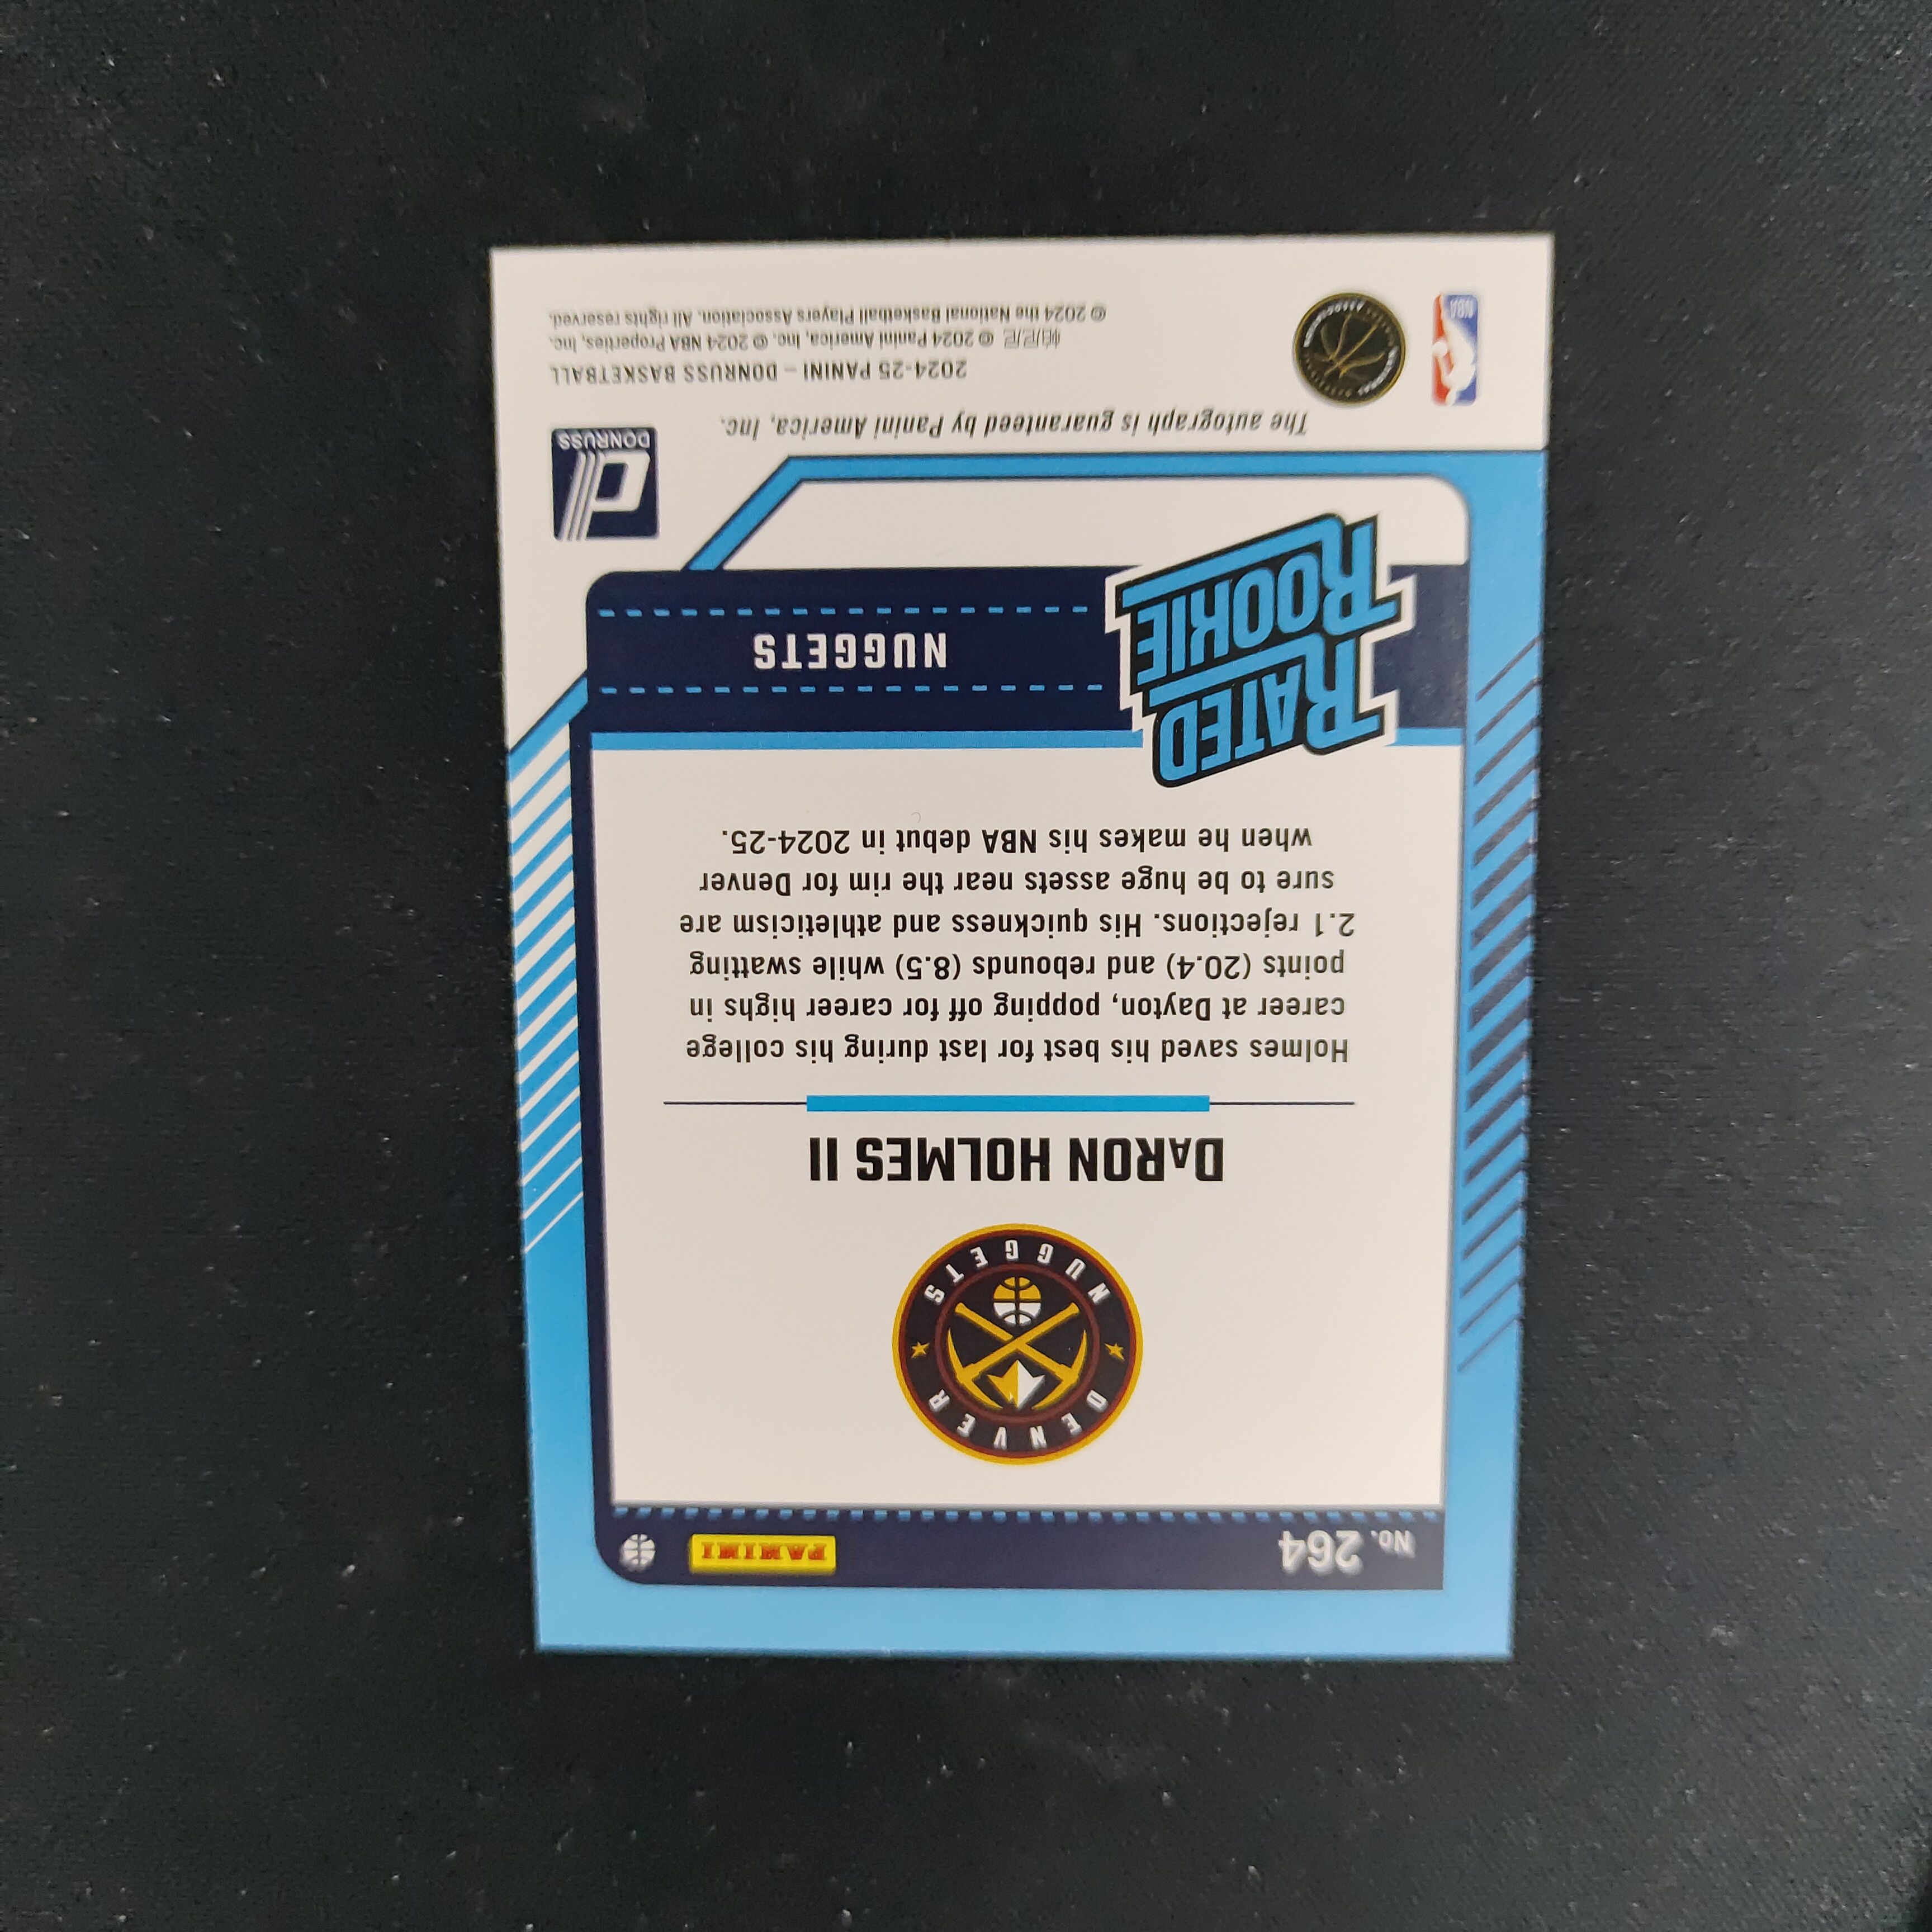 No. 264
PANINI
DENVER
NUGGETS
DaRON HOLMES II
Holmes saved his best for last during his college
career at Dayton, popping off for career highs in
points (20.4) and rebounds (8.5) while swatting
2.1 rejections. His quickness and athleticism are
sure to be huge assets near the rim for Denver
when he makes his NBA debut in 2024-25.
RATED
ROOKIE
NUGGETS
DONRUSS
The autograph is guaranteed by Panini America, Inc.
2024-25 PANINI – DONRUSS BASKETBALL
帕尼尼 © 2024 Panini America, Inc. © 2024 NBA Properties, Inc.
© 2024 the National Basketball Players Association. All rights reserved.
NBA